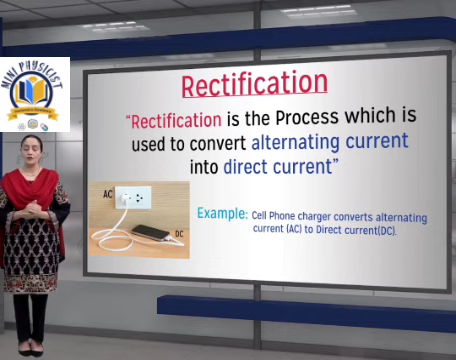 MINI PHYSICIST
Rectification
“Rectification is the Process which is
used to convert alternating current
into direct current”
AC
DC
Example: Cell Phone charger converts alternating
current (AC) to Direct current(DC).